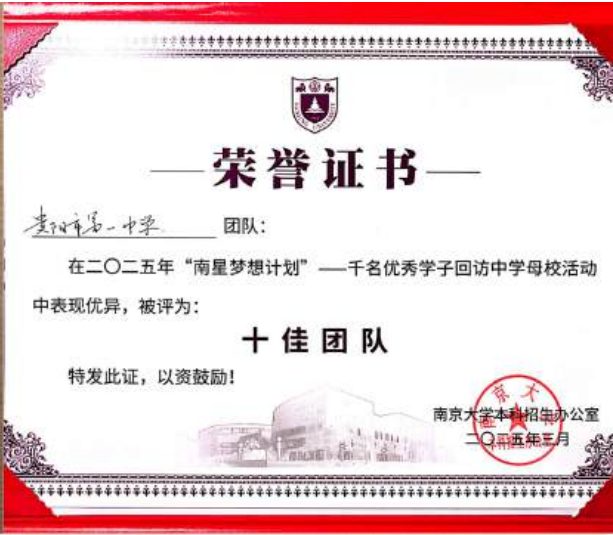 荣誉证书
贵阳市第一中学 团队：
在二〇二五年“南星梦想计划”——千名优秀学子回访中学母校活动
中表现优异，被评为：
十佳团队
特发此证，以资鼓励！
南京大学本科招生办公室
二〇二五年三月